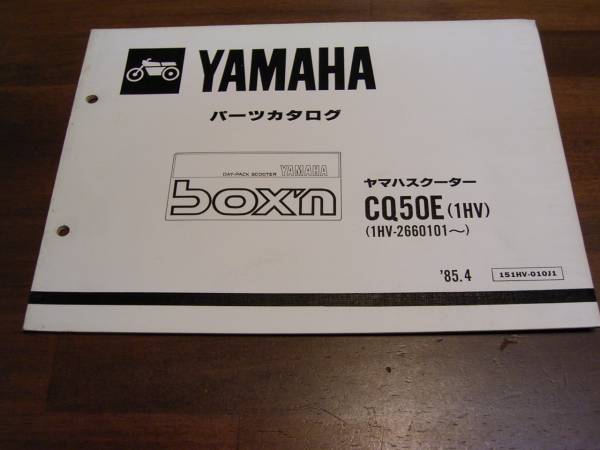 YAMAHA
パーツカタログ
DAY-PACK SCOOTER YAMAHA
box'n
ヤマハスクーター
CQ50E(1HV)
(1HV-2660101～)
'85.4
151HV-010J1